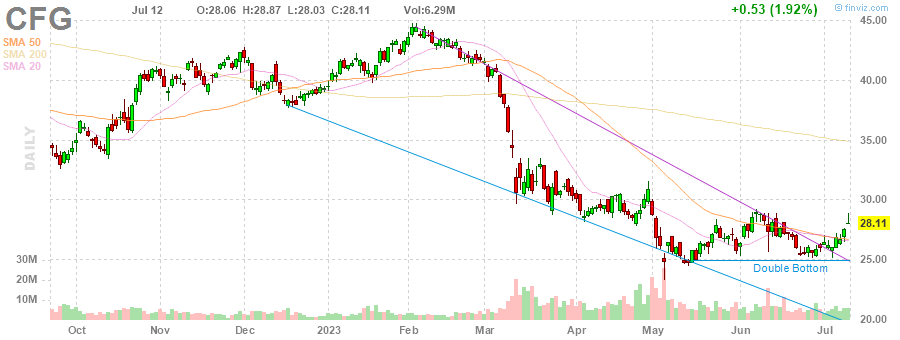 CFG Jul 12 O:28.06 H:28.87 L:28.03 C:28.11 Vol:6.29M +0.53 (1.92%) © finviz.com
SMA 50
SMA 200
SMA 20
DAILY
45.00
40.00
35.00
30.00
28.11
25.00
20.00
30M
20M
10M
Double Bottom
Oct Nov Dec 2023 Feb Mar Apr May Jun Jul